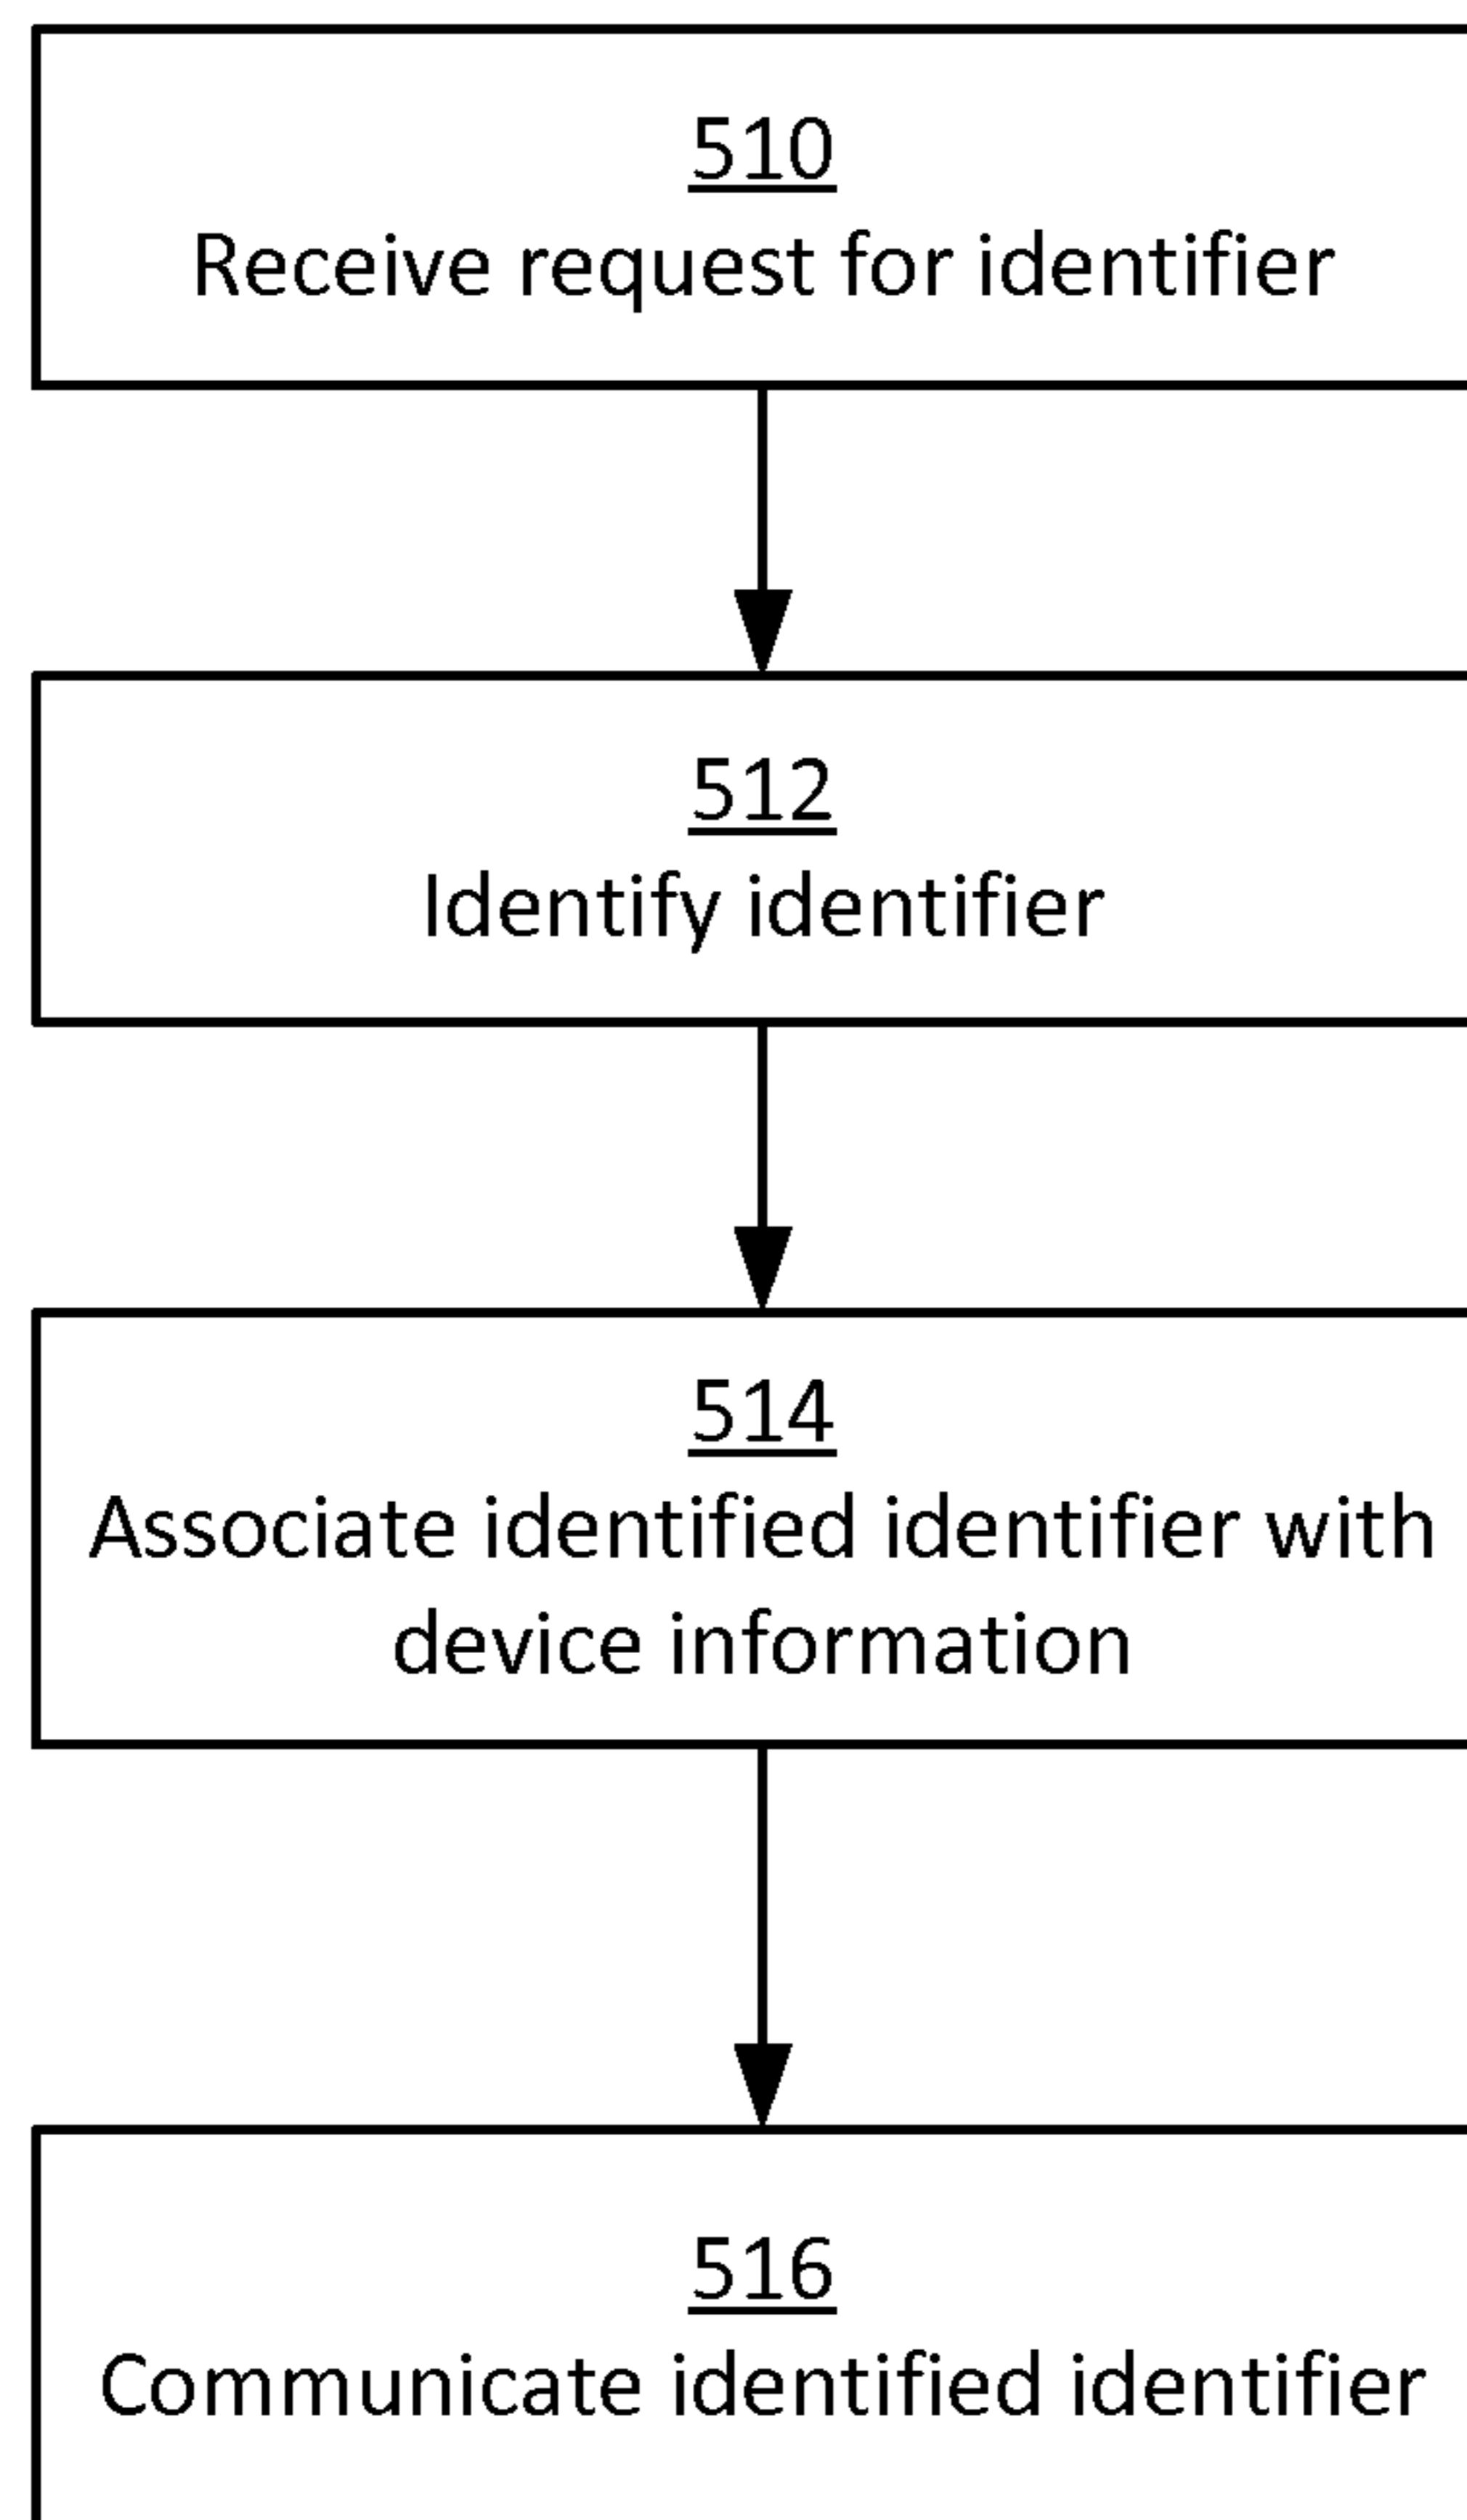 510
Receive request for identifier
512
Identify identifier
514
Associate identified identifier with
device information
516
Communicate identified identifier